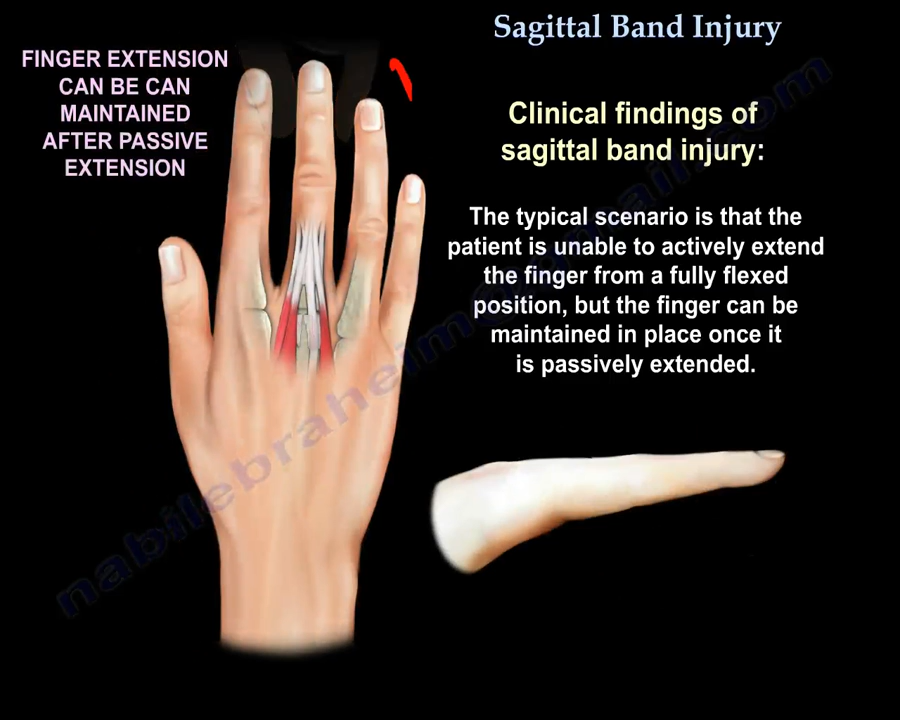 Sagittal Band Injury
FINGER EXTENSION
CAN BE CAN
MAINTAINED
AFTER PASSIVE
EXTENSION
Clinical findings of
sagittal band injury:
The typical scenario is that the
patient is unable to actively extend
the finger from a fully flexed
position, but the finger can be
maintained in place once it
is passively extended.
nabilebraheim@gmail.com